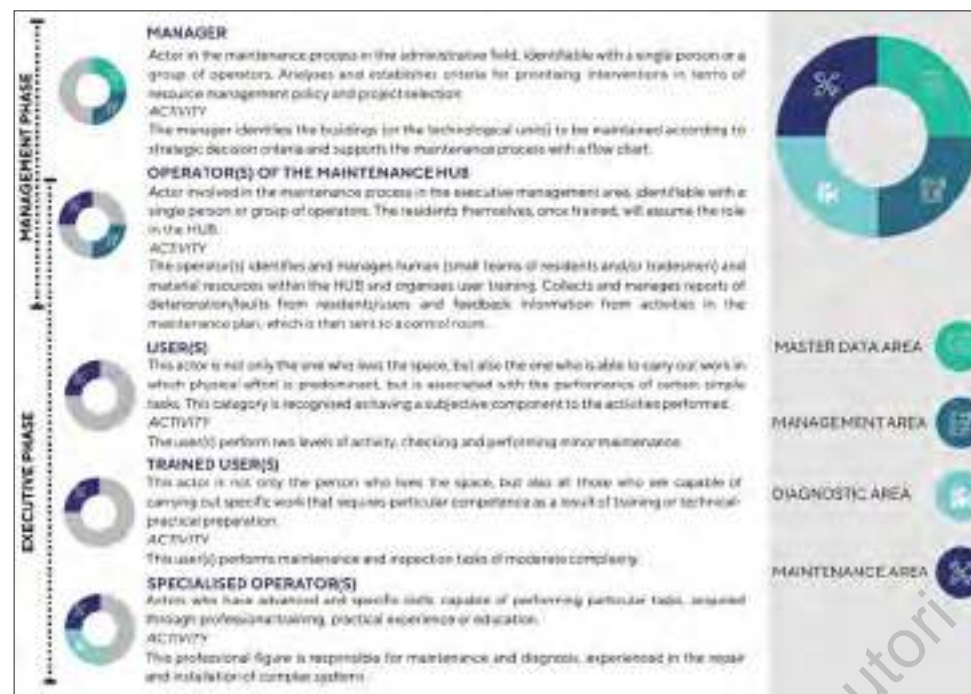 MANAGEMENT PHASE
EXECUTIVE PHASE
MANAGER
Actor in the maintenance process in the administrative field, identifiable with a single person or a
group of operators. Analyses and establishes criteria for prioritising interventions in terms of
resource management policy and project selection
ACTIVITY
The manager identifies the buildings (or the technological units) to be maintained according to
strategic decision criteria and supports the maintenance process with a flow chart.
OPERATOR(S) OF THE MAINTENANCE HUB
Actor involved in the maintenance process in the executive management area, identifiable with a
single person or group of operators. The residents themselves, once trained, will assume the role
in the HUB.
ACTIVITY
The operator(s) identifies and manages human (small teams of residents and/or tradesmen) and
material resources within the HUB and organises user training. Collects and manages reports of
deterioration/faults from residents/users and feedback information from activities in the
maintenance plan, which is then sent to a control room.
USER(S)
This actor is not only the one who lives the space, but also the one who is able to carry out work in
which physical effort is predominant, but is associated with the performance of certain simple
tasks. This category is recognised as having a subjective component to the activities performed.
ACTIVITY
The user(s) perform two levels of activity, checking and performing minor maintenance.
TRAINED USER(S)
This actor is not only the person who lives the space, but also all those who are capable of
carrying out specific work that requires particular competence as a result of training or technical-
practical preparation.
ACTIVITY
This user(s) performs maintenance and inspection tasks of moderate complexity.
SPECIALISED OPERATOR(S)
Actors who have advanced and specific skills, capable of performing particular tasks, acquired
through professional training, practical experience or education.
ACTIVITY
This professional figure is responsible for maintenance and diagnosis, experienced in the repair
and installation of complex systems
MASTER DATA AREA
MANAGEMENT AREA
DIAGNOSTIC AREA
MAINTENANCE AREA
utori